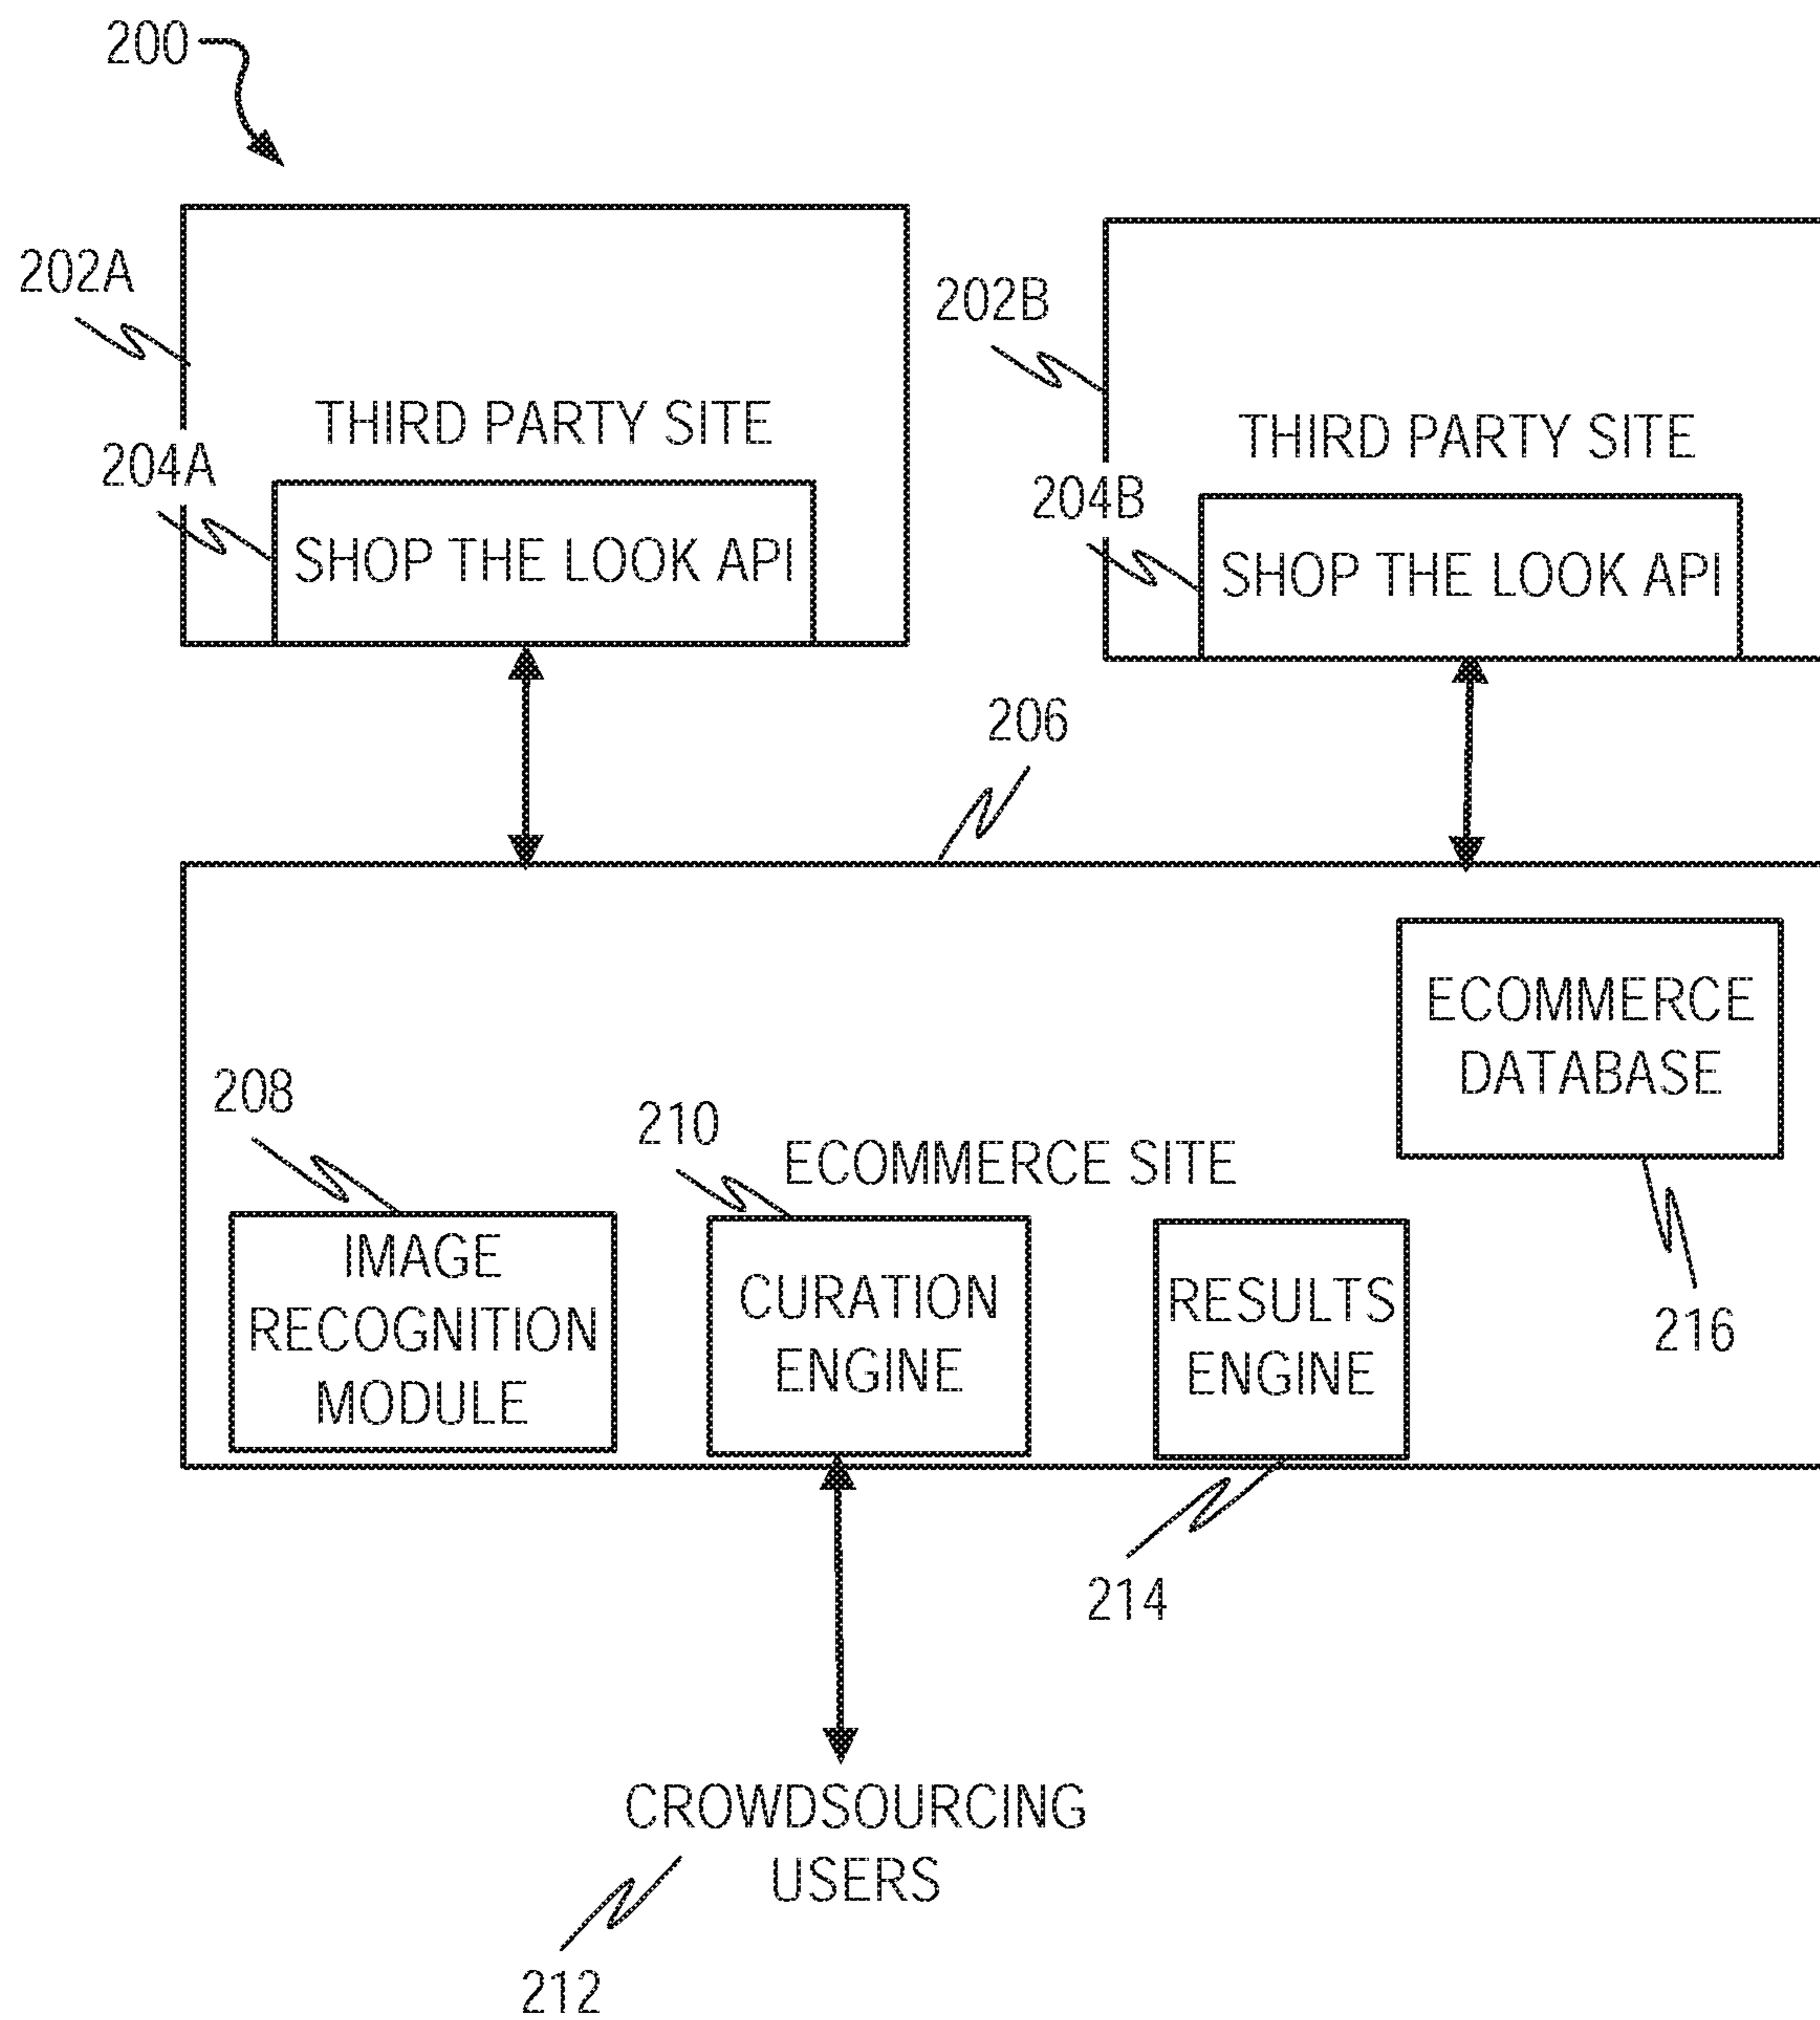 200
202A
202B
THIRD PARTY SITE
THIRD PARTY SITE
204A
204B
SHOP THE LOOK API
SHOP THE LOOK API
206
ECOMMERCE
DATABASE
208
210
ECOMMERCE SITE
IMAGE
RECOGNITION
MODULE
CURATION
ENGINE
RESULTS
ENGINE
216
214
CROWDSOURCING
USERS
212